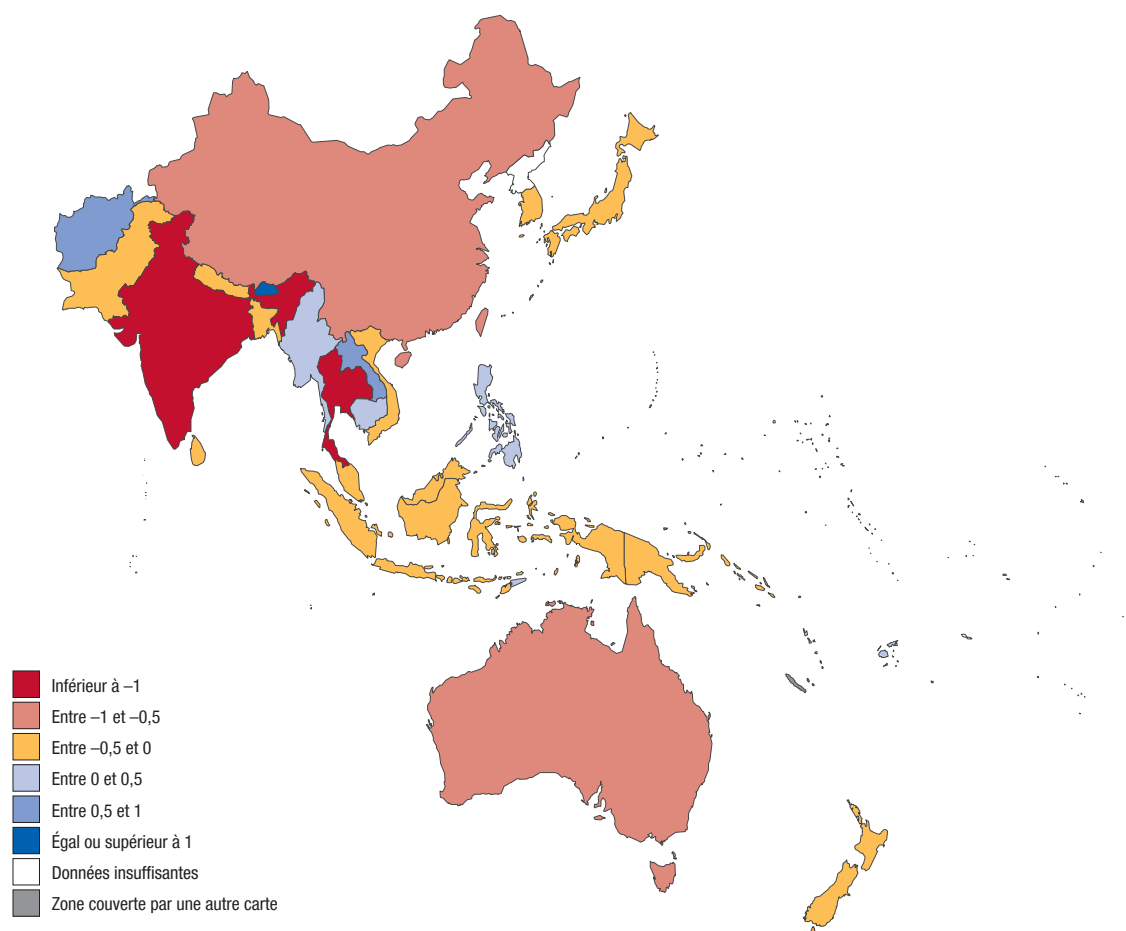 Inférieur à –1
Entre –1 et –0,5
Entre –0,5 et 0
Entre 0 et 0,5
Entre 0,5 et 1
Égal ou supérieur à 1
Données insuffisantes
Zone couverte par une autre carte